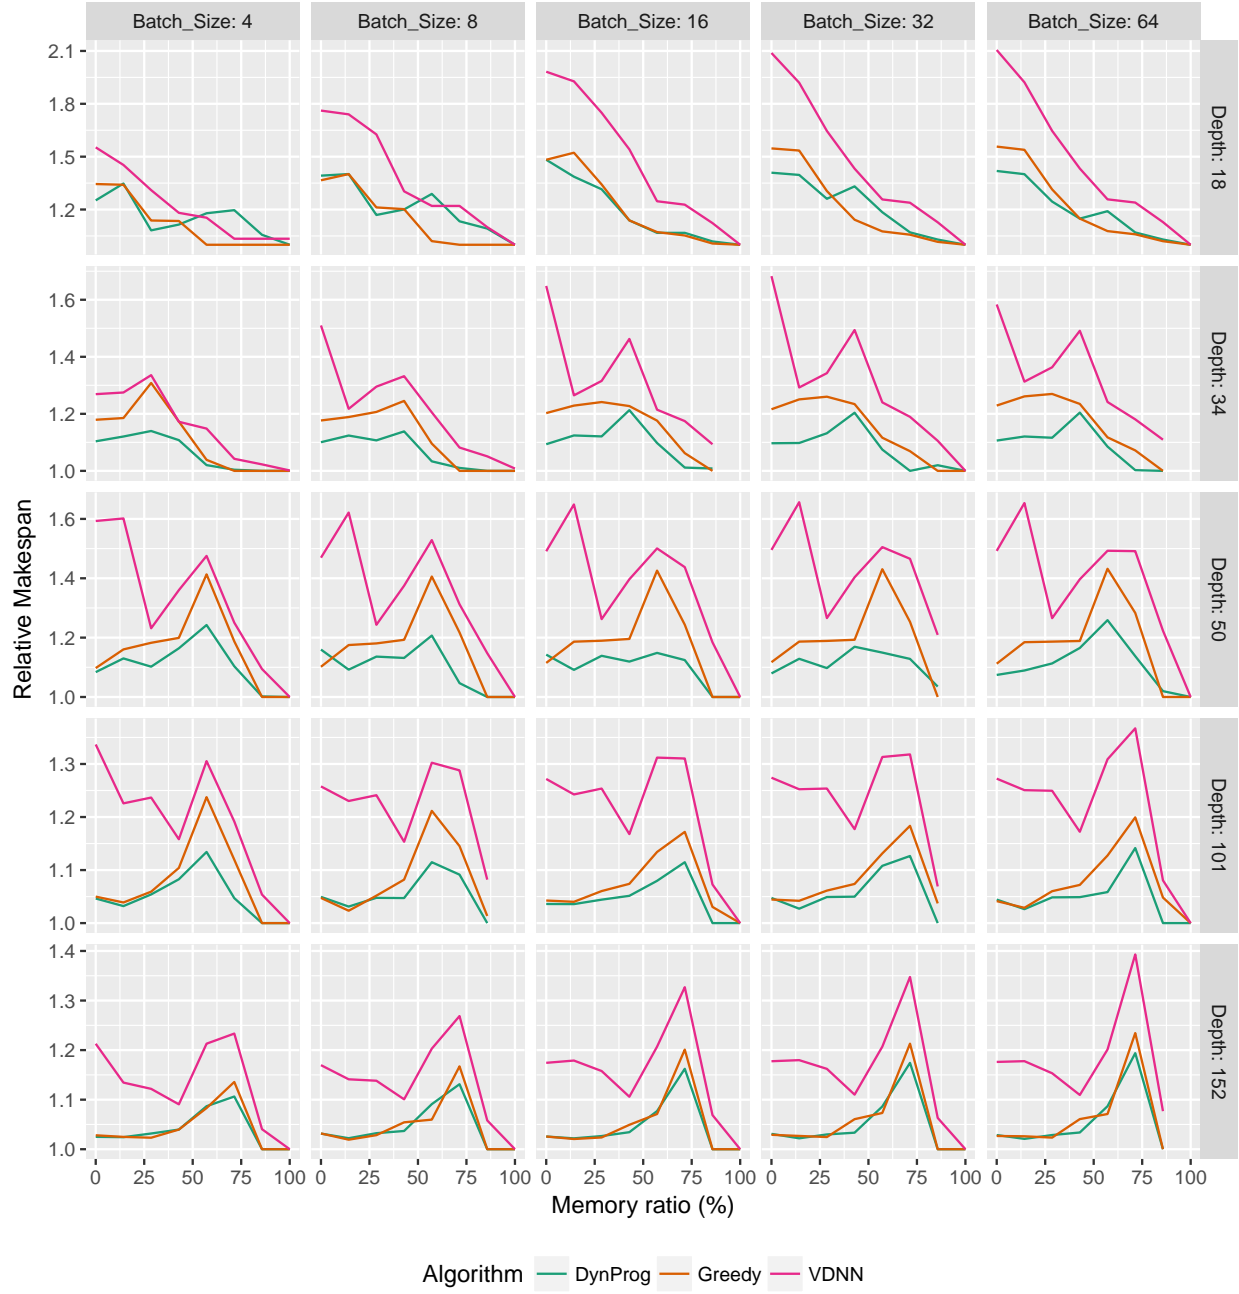 Batch_Size: 4 Batch_Size: 8 Batch_Size: 16 Batch_Size: 32 Batch_Size: 64
2.1
1.8
1.5
1.2
Depth: 18
1.6
1.4
1.2
1.0
Depth: 34
1.6
1.4
1.2
1.0
Depth: 50
1.3
1.2
1.1
1.0
Depth: 101
1.4
1.3
1.2
1.1
1.0
Depth: 152
Relative Makespan
0 25 50 75 100 0 25 50 75 100 0 25 50 75 100 0 25 50 75 100 0 25 50 75 100
Memory ratio (%)
Algorithm DynProg Greedy VDNN